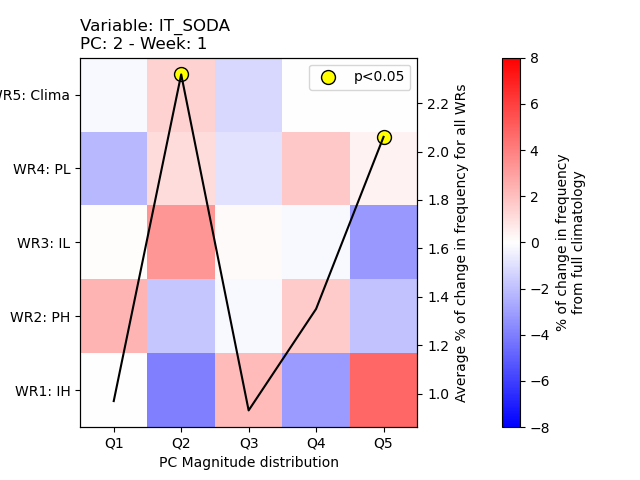 Variable: IT_SODA
PC: 2 - Week: 1
p<0.05
WR5: Clima
WR4: PL
WR3: IL
WR2: PH
WR1: IH
Q1 Q2 Q3 Q4 Q5
PC Magnitude distribution
2.2
2.0
1.8
1.6
1.4
1.2
1.0
Average % of change in frequency for all WRs
8
6
4
2
0
−2
−4
−6
−8
% of change in frequency
from full climatology